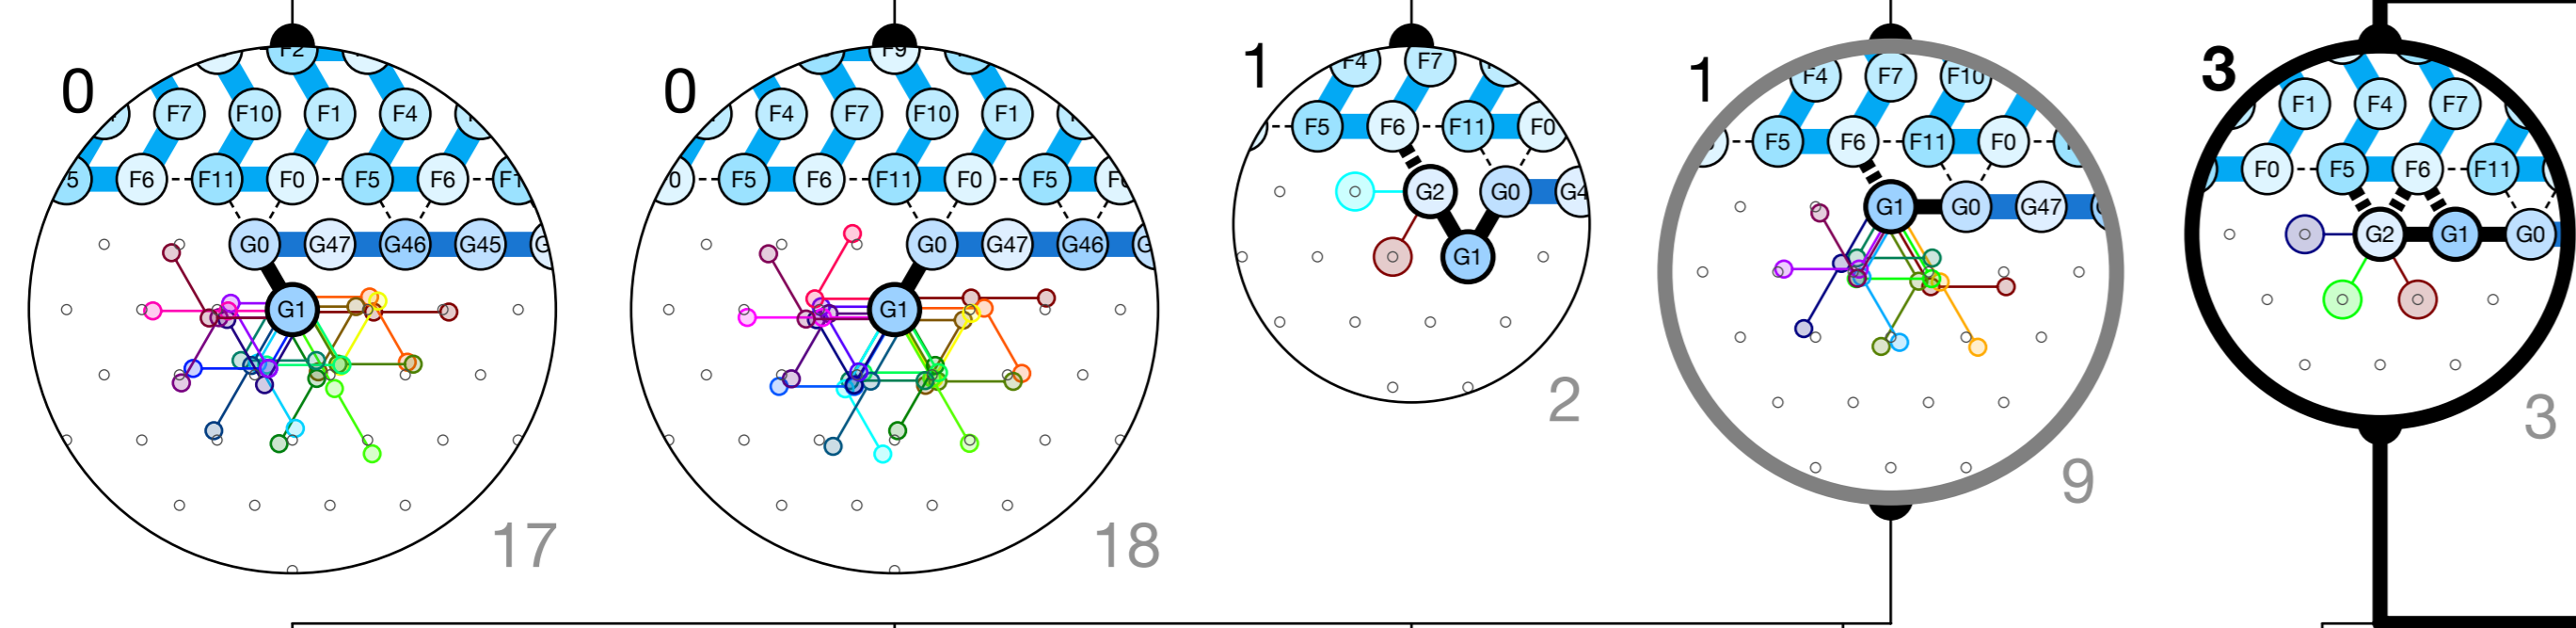 0
F2
F7 F10 F1 F4
5 F6 F11 F0 F5 F6
G0 G47 G46 G45
G1
17
0
F9
F4 F7 F10 F1
0 F5 F6 F11 F0 F5
G0 G47 G46
G1
18
1
F4 F7
F5 F6 F11 F0
G2 G0 G4
G1
2
1
F4 F7 F10
F5 F6 F11 F0
G1 G0 G47
9
3
F1 F4 F7
F0 F5 F6 F11
G2 G1 G0
3